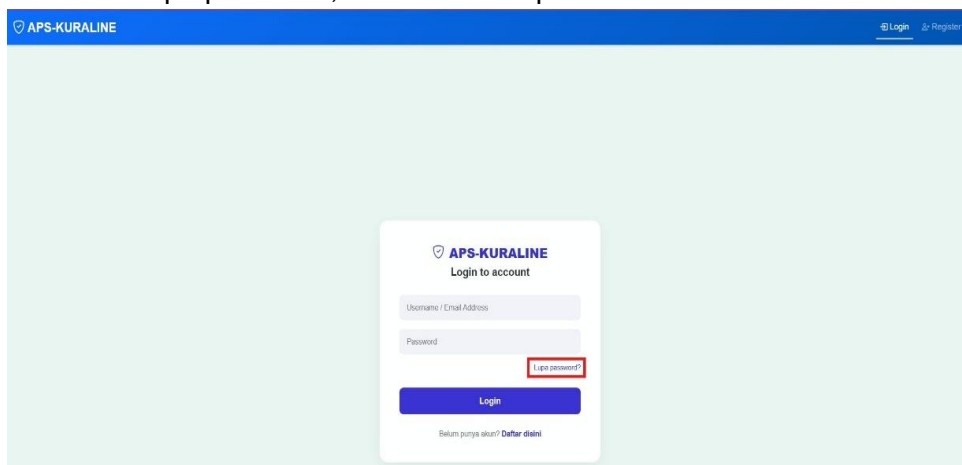 APS-KURALINE
Login Register
APS-KURALINE
Login to account
Username / Email Address
Password
Lupa password?
Login
Belum punya akun? Daftar disini